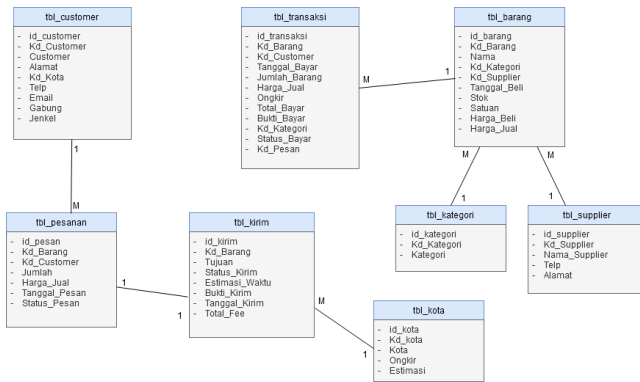 tbl_customer
- id_customer
- Kd_Customer
- Customer
- Alamat
- Kd_Kota
- Telp
- Email
- Gabung
- Jenkel
tbl_transaksi
- id_transaksi
- Kd_Barang
- Kd_Customer
- Tanggal_Bayar
- Jumlah_Barang
- Harga_Jual
- Ongkir
- Total_Bayar
- Bukti_Bayar
- Kd_Kategori
- Status_Bayar
- Kd_Pesan
M
1
tbl_barang
- id_barang
- Kd_Barang
- Nama
- Kd_Kategori
- Kd_Supplier
- Tanggal_Beli
- Stok
- Satuan
- Harga_Beli
- Harga_Jual
1
M
M
M
1
1
tbl_pesanan
- id_pesan
- Kd_Barang
- Kd_Customer
- Jumlah
- Harga_Jual
- Tanggal_Pesan
- Status_Pesan
1
1
tbl_kirim
- id_kirim
- Kd_Barang
- Tujuan
- Status_Kirim
- Estimasi_Waktu
- Bukti_Kirim
- Tanggal_Kirim
- Total_Fee
M
1
tbl_kategori
- id_kategori
- Kd_Kategori
- Kategori
tbl_supplier
- id_supplier
- Kd_Supplier
- Nama_Supplier
- Telp
- Alamat
tbl_kota
- id_kota
- Kd_kota
- Kota
- Ongkir
- Estimasi